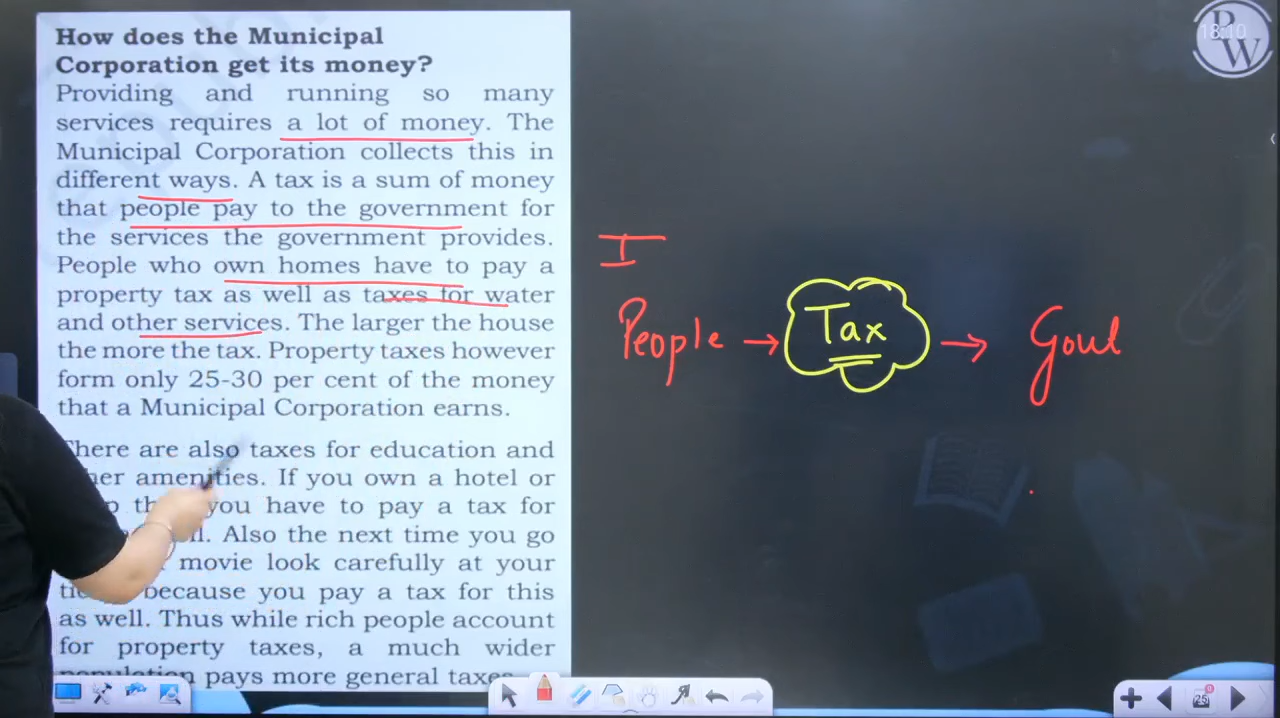 How does the Municipal
Corporation get its money?
Providing and running so many
services requires a lot of money. The
Municipal Corporation collects this in
different ways. A tax is a sum of money
that people pay to the government for
the services the government provides.
People who own homes have to pay a
property tax as well as taxes for water
and other services. The larger the house
the more the tax. Property taxes however
form only 25-30 per cent of the money
that a Municipal Corporation earns.
There are also taxes for education and
amenities. If you own a hotel or
you have to pay a tax for
Also the next time you go
movie look carefully at your
because you pay a tax for this
as well. Thus while rich people account
for property taxes, a much wider
population pays more general taxes
I
People → Tax → Govt
PW
18:10
25